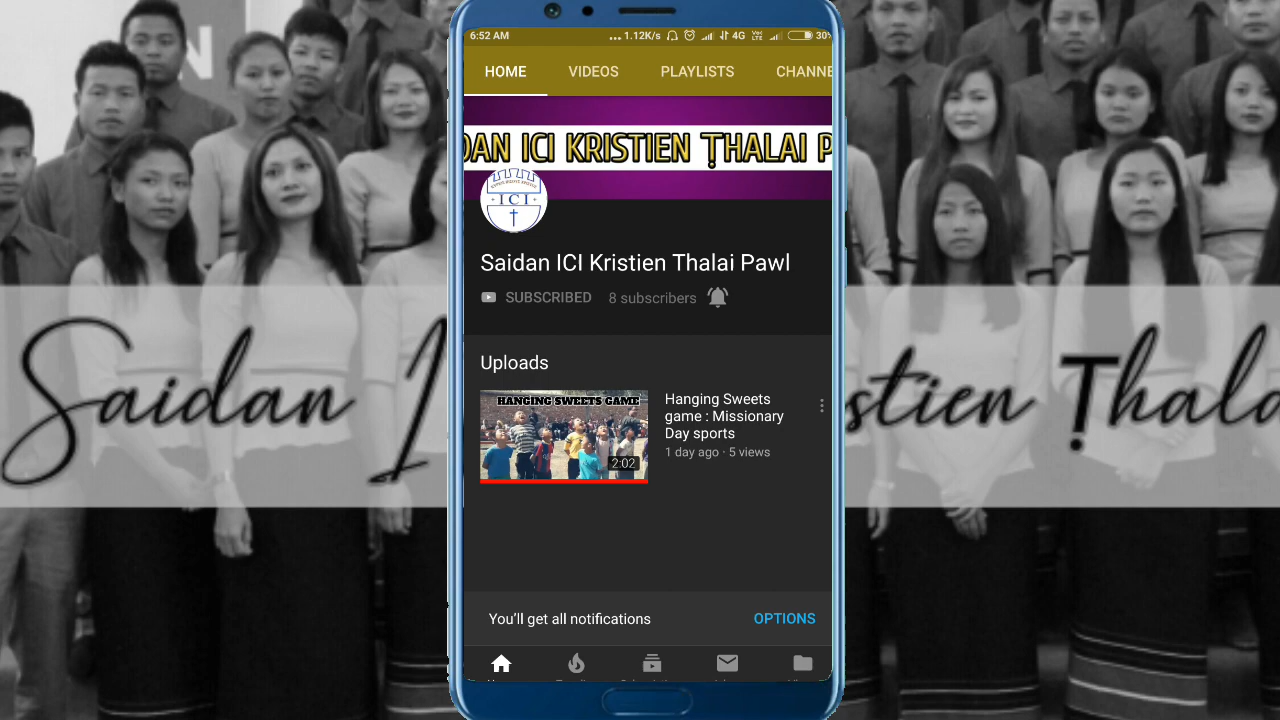 6:52 AM ... 1.12K/s 4G VoLTE 30%
HOME VIDEOS PLAYLISTS CHANNE
DAN ICI KRISTIEN ṬHALAI P
ICI
Saidan ICI Kristien Thalai Pawl
SUBSCRIBED 8 subscribers
Saidan I
stien Ṭhala
Uploads
HANGING SWEETS GAME
2:02
Hanging Sweets
game : Missionary
Day sports
1 day ago · 5 views
You’ll get all notifications OPTIONS